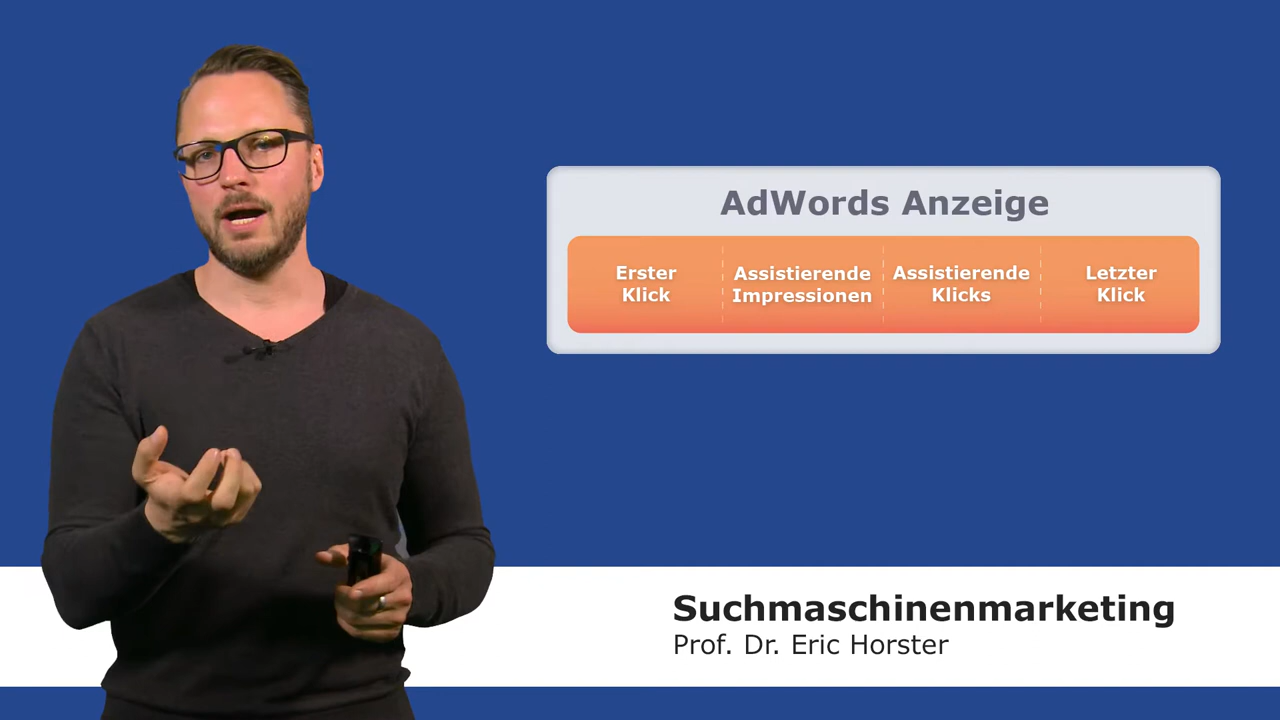 AdWords Anzeige
Erster
Klick
Assistierende
Impressionen
Assistierende
Klicks
Letzter
Klick
Suchmaschinenmarketing
Prof. Dr. Eric Horster